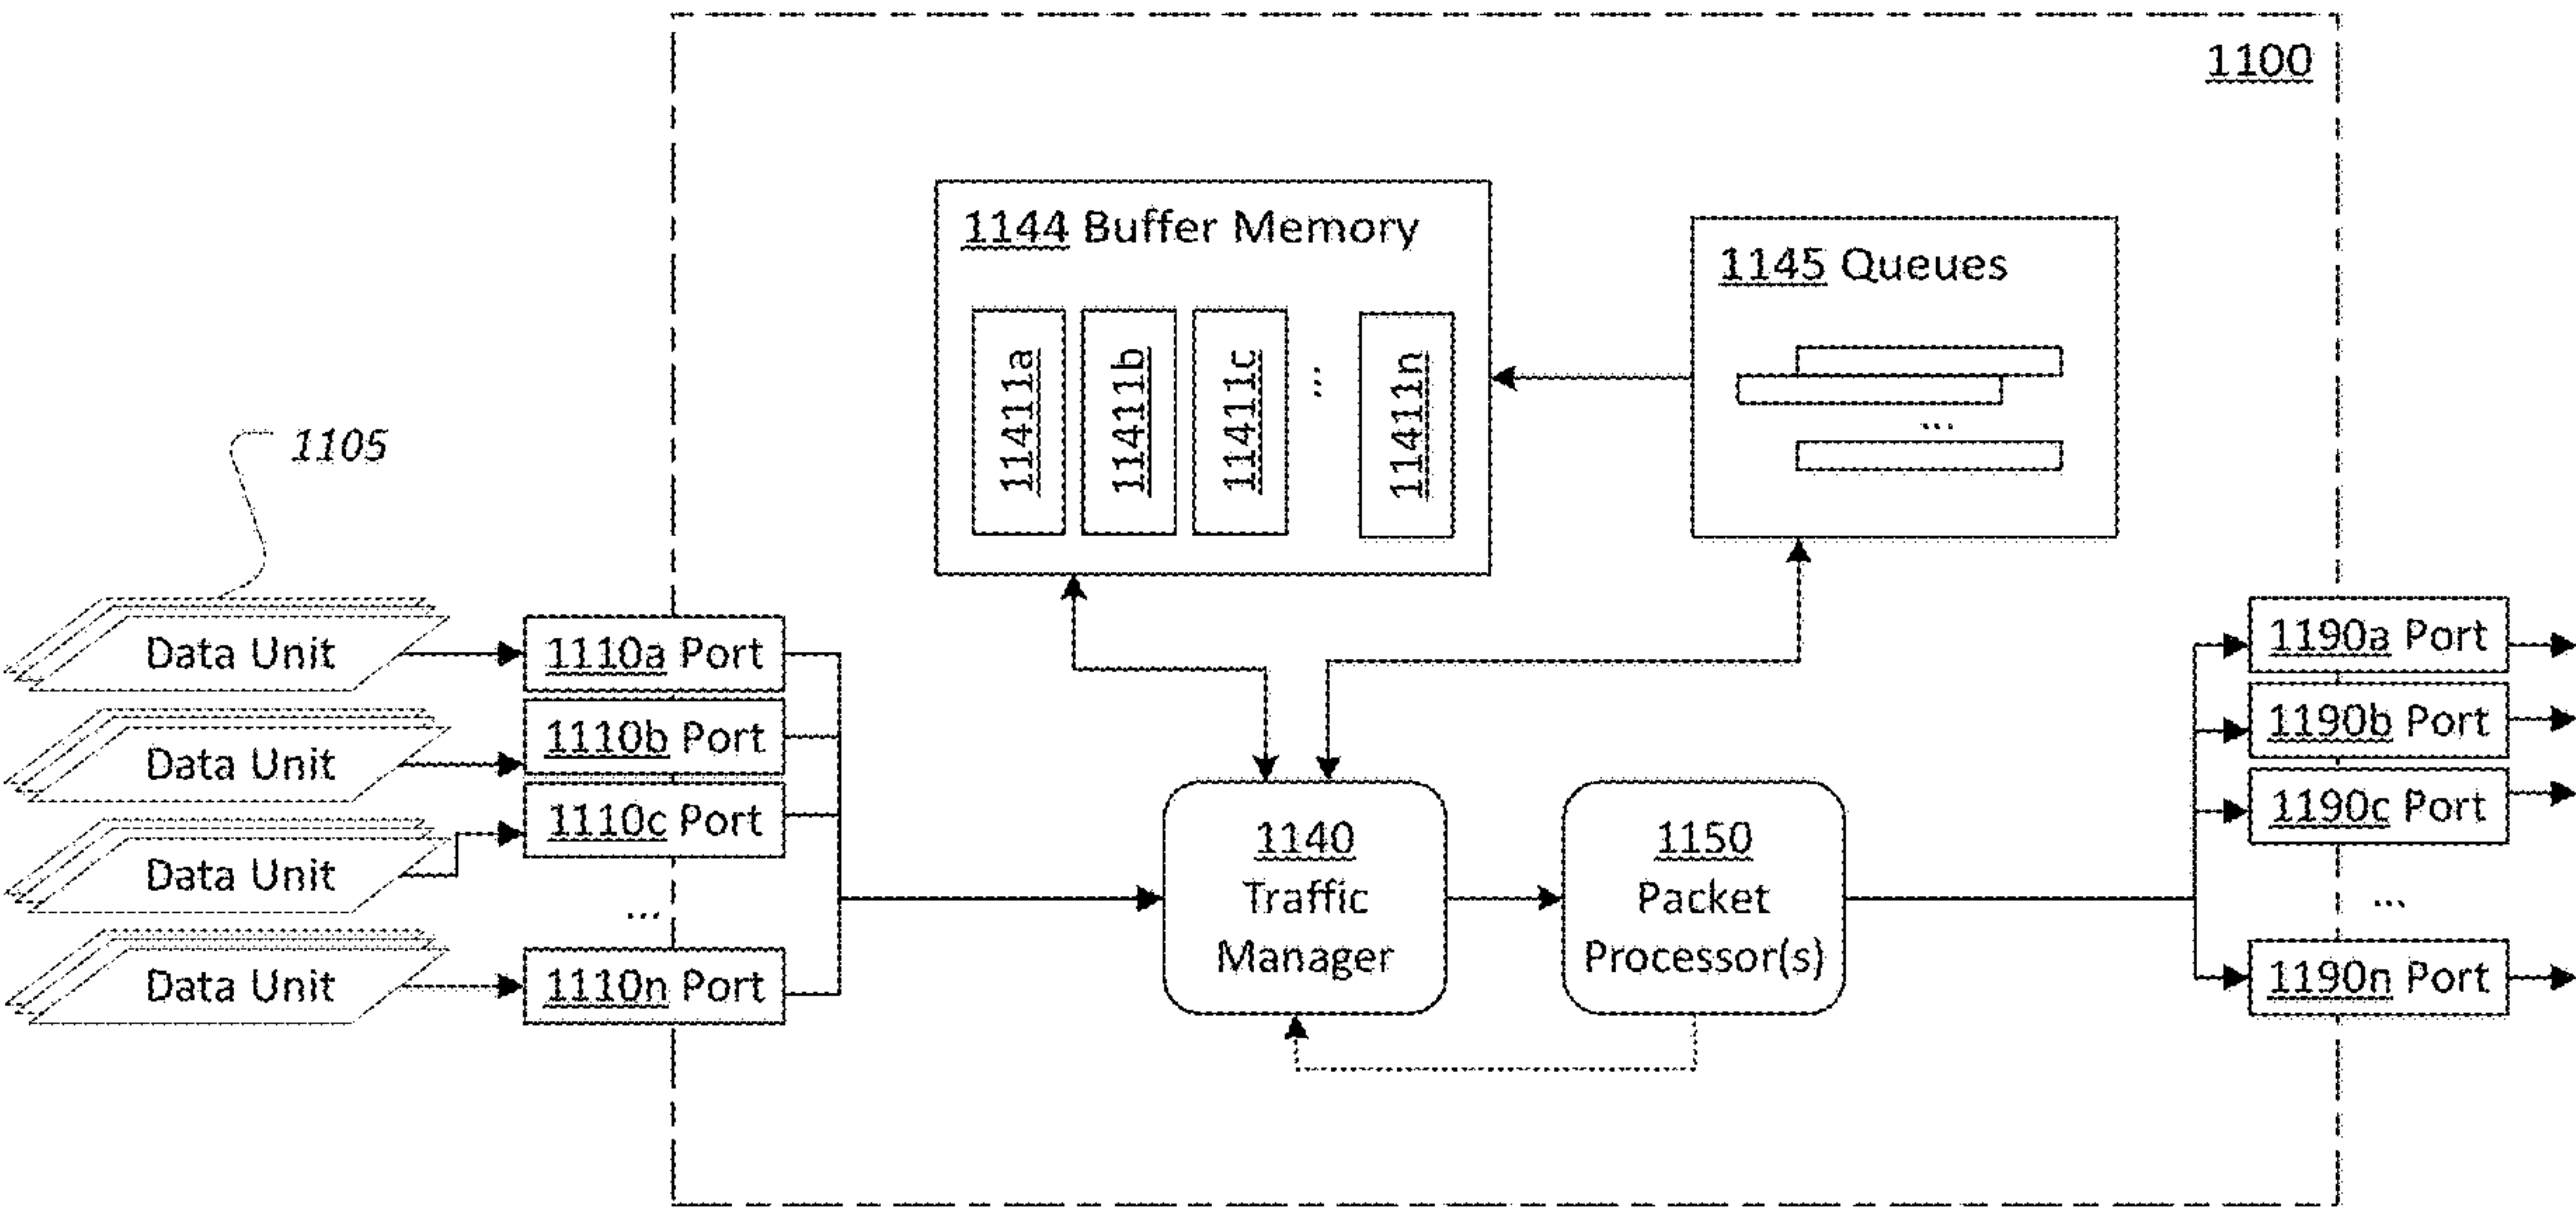 1100
1144 Buffer Memory
11411a
11411b
11411c
...
11411n
1145 Queues
...
1105
Data Unit
Data Unit
Data Unit
Data Unit
1110a Port
1110b Port
1110c Port
...
1110n Port
1140
Traffic
Manager
1150
Packet
Processor(s)
1190a Port
1190b Port
1190c Port
...
1190n Port